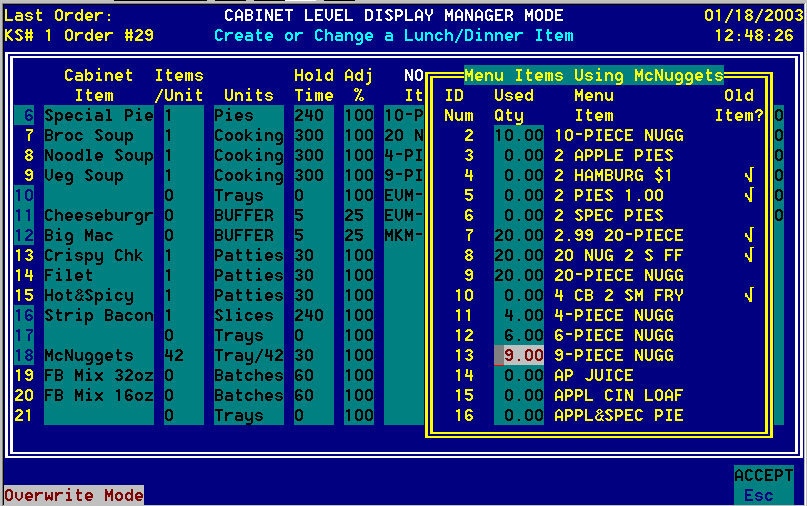 Last Order: CABINET LEVEL DISPLAY MANAGER MODE 01/18/2003
KS# 1 Order #29 Create or Change a Lunch/Dinner Item 12:48:26
Cabinet Items Hold Adj NO Menu Items Using McNuggets
Item /Unit Units Time % It ID Used Menu Old
Num Qty Item Item?
6 Special Pie 1 Pies 240 100 10-P 2 10.00 10-PIECE NUGG 0
7 Broc Soup 1 Cooking 300 100 20 N 3 0.00 2 APPLE PIES 0
8 Noodle Soup 1 Cooking 300 100 4-PI 4 0.00 2 HAMBURG $1 √ 0
9 Veg Soup 1 Cooking 300 100 9-PI 5 0.00 2 PIES 1.00 √ 0
10 0 Trays 0 100 EVM- 6 0.00 2 SPEC PIES 0
11 Cheeseburgr 0 BUFFER 5 25 EVM- 7 20.00 2.99 20-PIECE √ 0
12 Big Mac 0 BUFFER 5 25 MKM- 8 20.00 20 NUG 2 S FF √
13 Crispy Chk 1 Patties 30 100 9 20.00 20-PIECE NUGG
14 Filet 1 Patties 30 100 10 0.00 4 CB 2 SM FRY √
15 Hot&Spicy 1 Patties 30 100 11 4.00 4-PIECE NUGG
16 Strip Bacon 1 Slices 240 100 12 6.00 6-PIECE NUGG
17 0 Trays 0 100 13 9.00 9-PIECE NUGG
18 McNuggets 42 Tray/42 30 100 14 0.00 AP JUICE
19 FB Mix 32oz 0 Batches 60 100 15 0.00 APPL CIN LOAF
20 FB Mix 16oz 0 Batches 60 100 16 0.00 APPL&SPEC PIE
21 0 Trays 0 100
ACCEPT
Overwrite Mode Esc